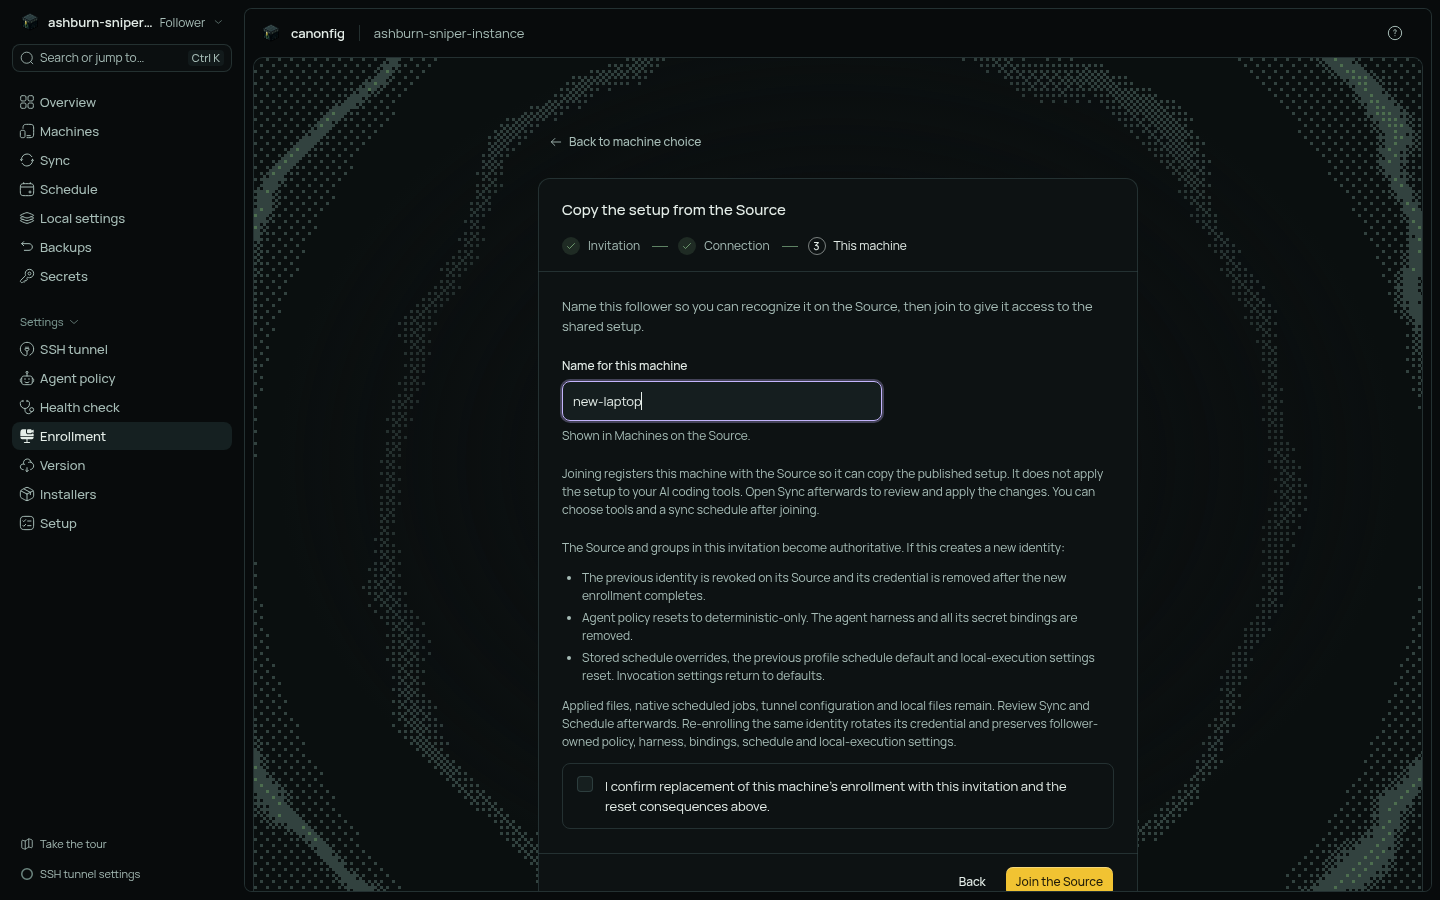 ashburn-sniper... Follower
Search or jump to... Ctrl K
Overview
Machines
Sync
Schedule
Local settings
Backups
Secrets
Settings
SSH tunnel
Agent policy
Health check
Enrollment
Version
Installers
Setup
Take the tour
SSH tunnel settings
canonfig ashburn-sniper-instance
?
Back to machine choice
Copy the setup from the Source
Invitation Connection 3 This machine
Name this follower so you can recognize it on the Source, then join to give it access to the
shared setup.
Name for this machine
new-laptop
Shown in Machines on the Source.
Joining registers this machine with the Source so it can copy the published setup. It does not apply
the setup to your AI coding tools. Open Sync afterwards to review and apply the changes. You can
choose tools and a sync schedule after joining.
The Source and groups in this invitation become authoritative. If this creates a new identity:
• The previous identity is revoked on its Source and its credential is removed after the new
enrollment completes.
• Agent policy resets to deterministic-only. The agent harness and all its secret bindings are
removed.
• Stored schedule overrides, the previous profile schedule default and local-execution settings
reset. Invocation settings return to defaults.
Applied files, native scheduled jobs, tunnel configuration and local files remain. Review Sync and
Schedule afterwards. Re-enrolling the same identity rotates its credential and preserves follower-
owned policy, harness, bindings, schedule and local-execution settings.
I confirm replacement of this machine's enrollment with this invitation and the
reset consequences above.
Back Join the Source